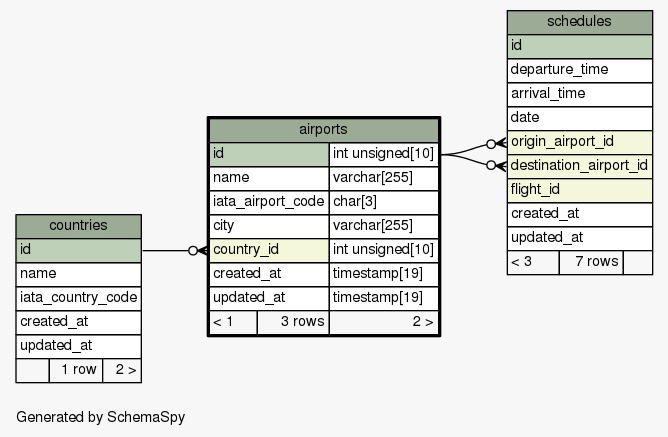 schedules
id
departure_time
arrival_time
date
origin_airport_id
destination_airport_id
flight_id
created_at
updated_at
< 3 7 rows
airports
id int unsigned[10]
name varchar[255]
iata_airport_code char[3]
city varchar[255]
country_id int unsigned[10]
created_at timestamp[19]
updated_at timestamp[19]
< 1 3 rows 2 >
countries
id
name
iata_country_code
created_at
updated_at
1 row 2 >
Generated by SchemaSpy